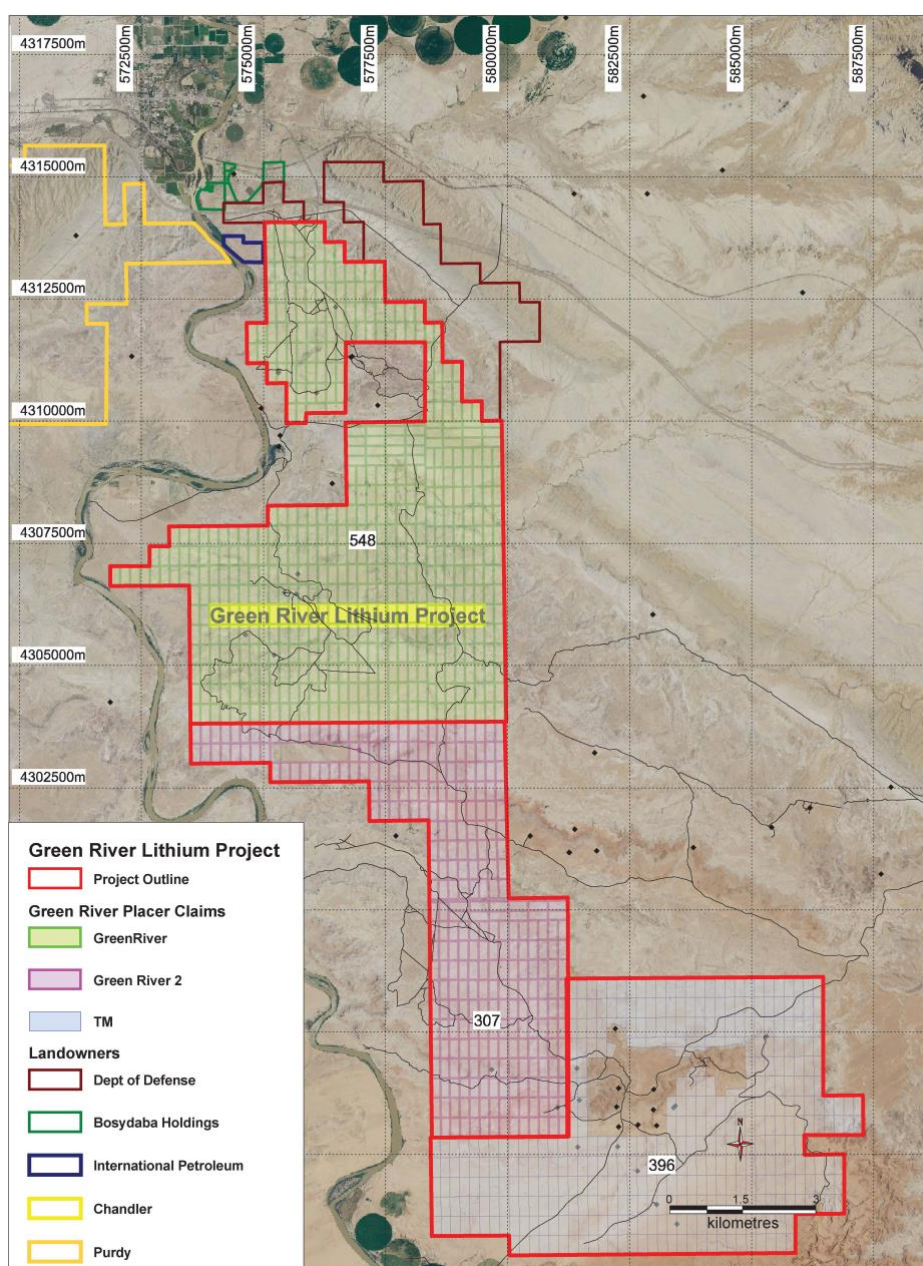 572500m
575000m
577500m
580000m
582500m
585000m
587500m
4317500m
4315000m
4312500m
4310000m
4307500m
4305000m
4302500m
548
Green River Lithium Project
307
396
N
0 1.5 3
kilometres
Green River Lithium Project
Project Outline
Green River Placer Claims
GreenRiver
Green River 2
TM
Landowners
Dept of Defense
Bosydaba Holdings
International Petroleum
Chandler
Purdy